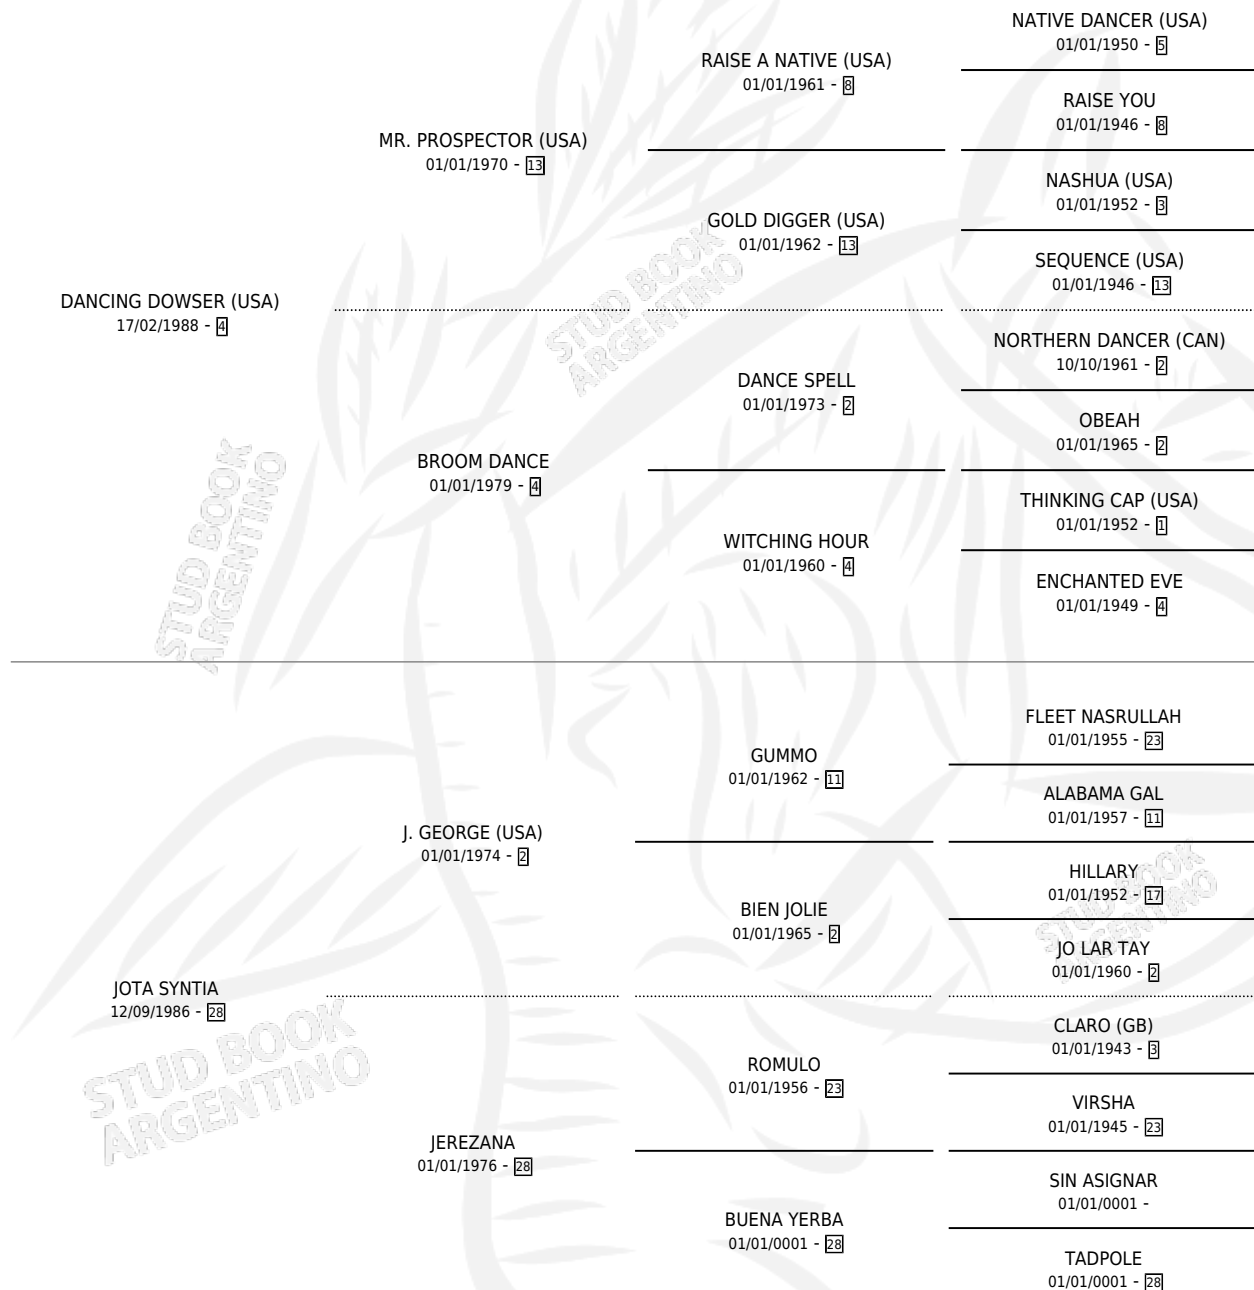 NATIVE DANCER (USA)
01/01/1950 - 5
RAISE A NATIVE (USA)
01/01/1961 - 8
RAISE YOU
01/01/1946 - 8
MR. PROSPECTOR (USA)
01/01/1970 - 13
NASHUA (USA)
01/01/1952 - 3
GOLD DIGGER (USA)
01/01/1962 - 13
SEQUENCE (USA)
01/01/1946 - 13
DANCING DOWSER (USA)
17/02/1988 - 4
STUD BOOK
ARGENTINO
NORTHERN DANCER (CAN)
10/10/1961 - 2
DANCE SPELL
01/01/1973 - 2
OBEAH
01/01/1965 - 2
BROOM DANCE
01/01/1979 - 4
THINKING CAP (USA)
01/01/1952 - 1
WITCHING HOUR
01/01/1960 - 4
ENCHANTED EVE
01/01/1949 - 4
STUD BOOK
ARGENTINO
FLEET NASRULLAH
01/01/1955 - 23
GUMMO
01/01/1962 - 11
ALABAMA GAL
01/01/1957 - 11
J. GEORGE (USA)
01/01/1974 - 2
HILLARY
01/01/1952 - 17
BIEN JOLIE
01/01/1965 - 2
STUD BOOK
ARGENTINO
JO LAR TAY
01/01/1960 - 2
JOTA SYNTIA
12/09/1986 - 28
STUD BOOK
ARGENTINO
CLARO (GB)
01/01/1943 - 3
ROMULO
01/01/1956 - 23
VIRSHA
01/01/1945 - 23
JEREZANA
01/01/1976 - 28
SIN ASIGNAR
01/01/0001 -
BUENA YERBA
01/01/0001 - 28
TADPOLE
01/01/0001 - 28